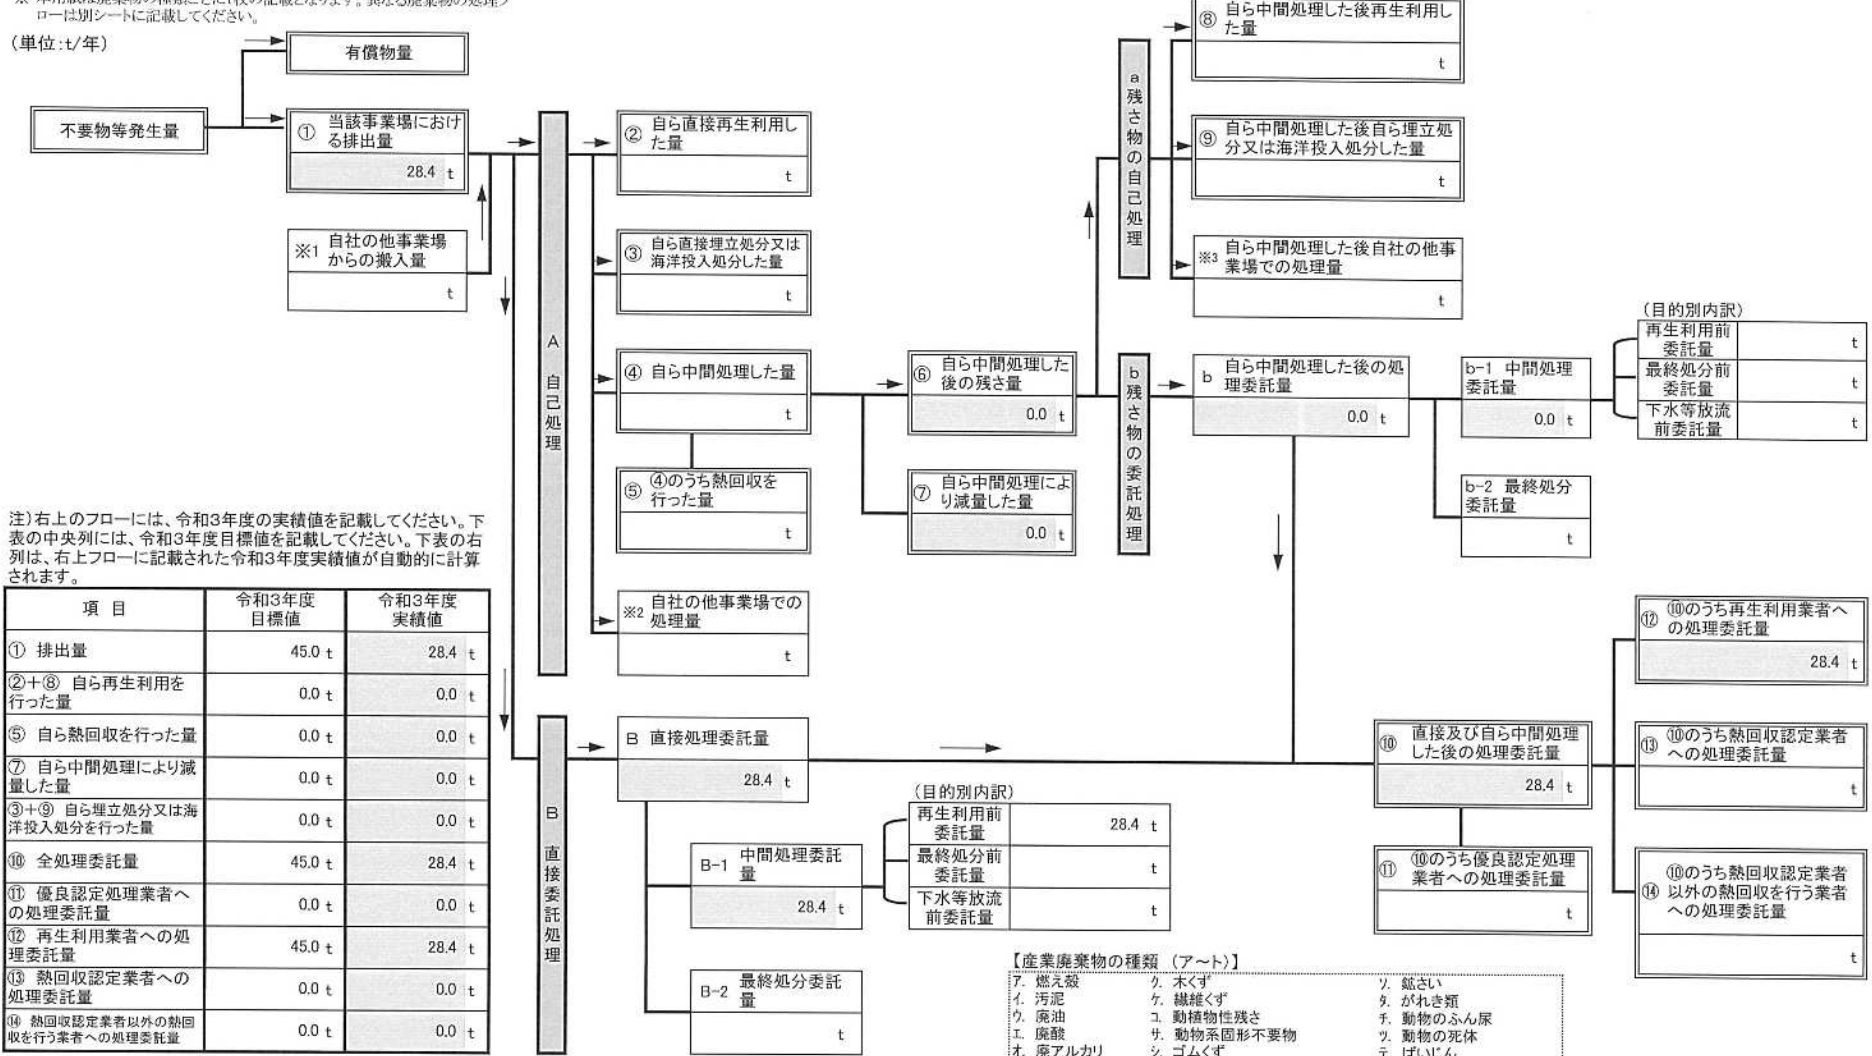 ローは別シートに記載してください。
(単位:t/年)
有償物量
不要物等発生量
① 当該事業場におけ
る排出量
28.4 t
※1 自社の他事業場
からの搬入量
t
A 自己処理
② 自ら直接再生利用し
た量
t
③ 自ら直接埋立処分又は
海洋投入処分した量
t
④ 自ら中間処理した量
t
⑤ ④のうち熱回収を
行った量
t
※2 自社の他事業場での
処理量
t
⑥ 自ら中間処理した
後の残さ量
0.0 t
⑦ 自ら中間処理によ
り減量した量
0.0 t
a 残さ物の自己処理
⑧ 自ら中間処理した後再生利用し
た量
t
⑨ 自ら中間処理した後自ら埋立処
分又は海洋投入処分した量
t
※3 自ら中間処理した後自社の他事
業場での処理量
t
b 残さ物の委託処理
b 自ら中間処理した後の処
理委託量
0.0 t
b-1 中間処理
委託量
0.0 t
(目的別内訳)
再生利用前
委託量
t
最終処分前
委託量
t
下水等放流
前委託量
t
b-2 最終処分
委託量
t
注)右上のフローには、令和3年度の実績値を記載してください。下
表の中央列には、令和3年度目標値を記載してください。下表の右
列は、右上フローに記載された令和3年度実績値が自動的に計算
されます。
項 目 令和3年度 目標値 令和3年度 実績値
① 排出量 45.0 t 28.4 t
②+⑧ 自ら再生利用を
行った量 0.0 t 0.0 t
⑤ 自ら熱回収を行った量 0.0 t 0.0 t
⑦ 自ら中間処理により減
量した量 0.0 t 0.0 t
③+⑨ 自ら埋立処分又は海
洋投入処分を行った量 0.0 t 0.0 t
⑩ 全処理委託量 45.0 t 28.4 t
⑪ 優良認定処理業者へ
の処理委託量 0.0 t 0.0 t
⑫ 再生利用業者への処
理委託量 45.0 t 28.4 t
⑬ 熱回収認定業者への
処理委託量 0.0 t 0.0 t
⑭ 熱回収認定業者以外の熱回
収を行う業者への処理委託量 0.0 t 0.0 t
B 直接委託処理
B 直接処理委託量
28.4 t
B-1 中間処理委託
量
28.4 t
(目的別内訳)
再生利用前
委託量
28.4 t
最終処分前
委託量
t
下水等放流
前委託量
t
B-2 最終処分委託
量
t
⑩ 直接及び自ら中間処理
した後の処理委託量
28.4 t
⑪ ⑩のうち優良認定処理
業者への処理委託量
t
⑫ ⑩のうち再生利用業者へ
の処理委託量
28.4 t
⑬ ⑩のうち熱回収認定業者
への処理委託量
t
⑭ ⑩のうち熱回収認定業者
以外の熱回収を行う業者
への処理委託量
t
【産業廃棄物の種類 (ア～ト)】
ア. 燃え殻 ク. 木くず ソ. 鉱さい
イ. 汚泥 ケ. 繊維くず タ. がれき類
ウ. 廃油 コ. 動植物性残さ チ. 動物のふん尿
エ. 廃酸 サ. 動物系固形不要物 ツ. 動物の死体
オ. 廃アルカリ シ. ゴムくず テ. ばいじん